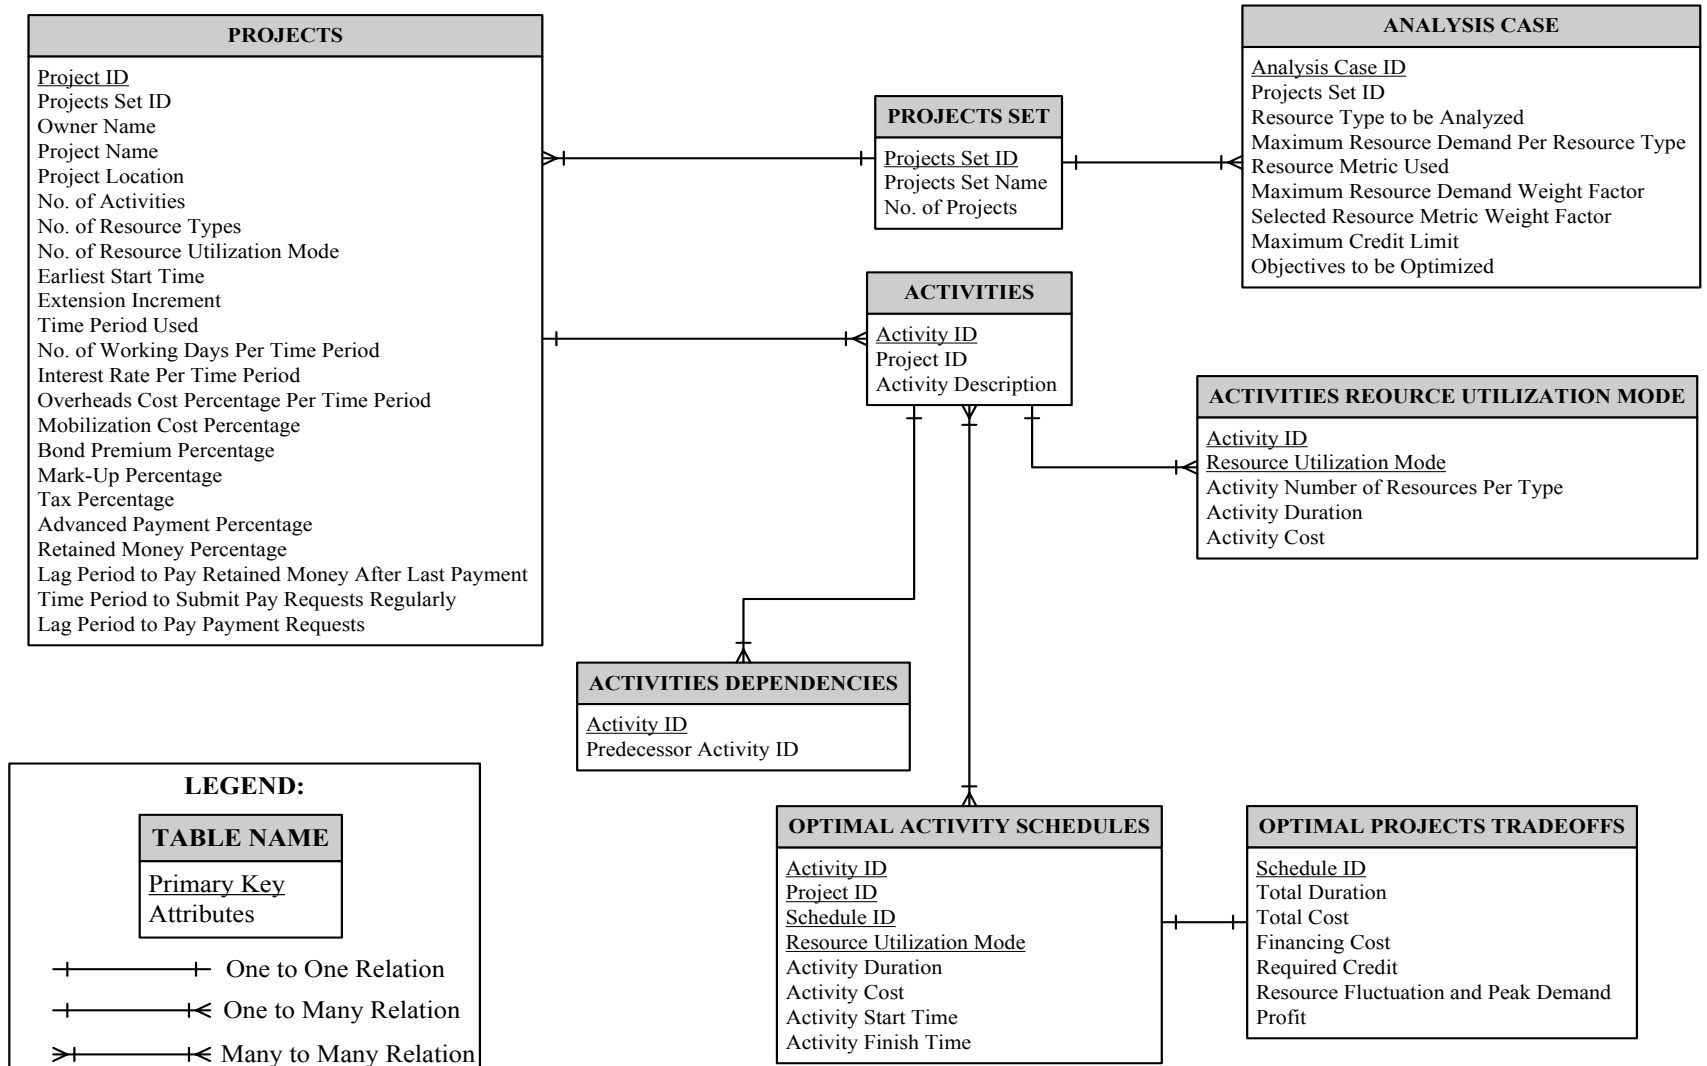 PROJECTS
Project ID
Projects Set ID
Owner Name
Project Name
Project Location
No. of Activities
No. of Resource Types
No. of Resource Utilization Mode
Earliest Start Time
Extension Increment
Time Period Used
No. of Working Days Per Time Period
Interest Rate Per Time Period
Overheads Cost Percentage Per Time Period
Mobilization Cost Percentage
Bond Premium Percentage
Mark-Up Percentage
Tax Percentage
Advanced Payment Percentage
Retained Money Percentage
Lag Period to Pay Retained Money After Last Payment
Time Period to Submit Pay Requests Regularly
Lag Period to Pay Payment Requests
PROJECTS SET
Projects Set ID
Projects Set Name
No. of Projects
ANALYSIS CASE
Analysis Case ID
Projects Set ID
Resource Type to be Analyzed
Maximum Resource Demand Per Resource Type
Resource Metric Used
Maximum Resource Demand Weight Factor
Selected Resource Metric Weight Factor
Maximum Credit Limit
Objectives to be Optimized
ACTIVITIES
Activity ID
Project ID
Activity Description
ACTIVITIES REOURCE UTILIZATION MODE
Activity ID
Resource Utilization Mode
Activity Number of Resources Per Type
Activity Duration
Activity Cost
ACTIVITIES DEPENDENCIES
Activity ID
Predecessor Activity ID
OPTIMAL ACTIVITY SCHEDULES
Activity ID
Project ID
Schedule ID
Resource Utilization Mode
Activity Duration
Activity Cost
Activity Start Time
Activity Finish Time
OPTIMAL PROJECTS TRADEOFFS
Schedule ID
Total Duration
Total Cost
Financing Cost
Required Credit
Resource Fluctuation and Peak Demand
Profit
LEGEND:
TABLE NAME
Primary Key
Attributes
One to One Relation
One to Many Relation
Many to Many Relation